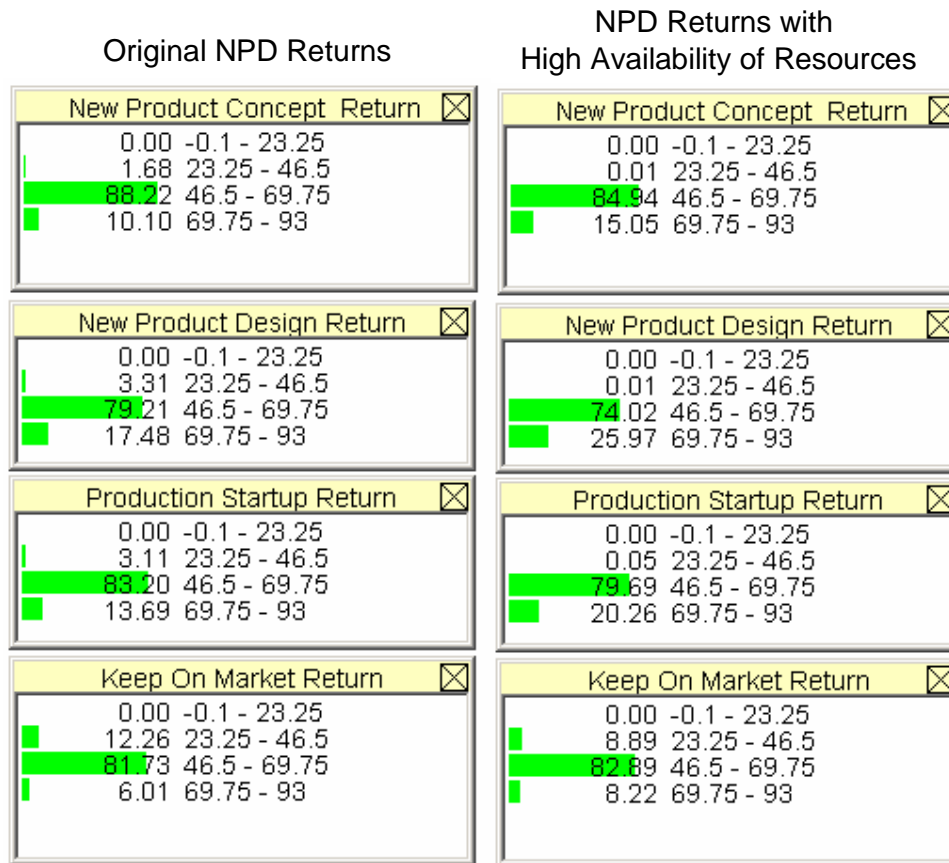 Original NPD Returns
New Product Concept Return
0.00 -0.1 - 23.25
1.68 23.25 - 46.5
88.22 46.5 - 69.75
10.10 69.75 - 93
New Product Design Return
0.00 -0.1 - 23.25
3.31 23.25 - 46.5
79.21 46.5 - 69.75
17.48 69.75 - 93
Production Startup Return
0.00 -0.1 - 23.25
3.11 23.25 - 46.5
83.20 46.5 - 69.75
13.69 69.75 - 93
Keep On Market Return
0.00 -0.1 - 23.25
12.26 23.25 - 46.5
81.73 46.5 - 69.75
6.01 69.75 - 93
NPD Returns with
High Availability of Resources
New Product Concept Return
0.00 -0.1 - 23.25
0.01 23.25 - 46.5
84.94 46.5 - 69.75
15.05 69.75 - 93
New Product Design Return
0.00 -0.1 - 23.25
0.01 23.25 - 46.5
74.02 46.5 - 69.75
25.97 69.75 - 93
Production Startup Return
0.00 -0.1 - 23.25
0.05 23.25 - 46.5
79.69 46.5 - 69.75
20.26 69.75 - 93
Keep On Market Return
0.00 -0.1 - 23.25
8.89 23.25 - 46.5
82.89 46.5 - 69.75
8.22 69.75 - 93